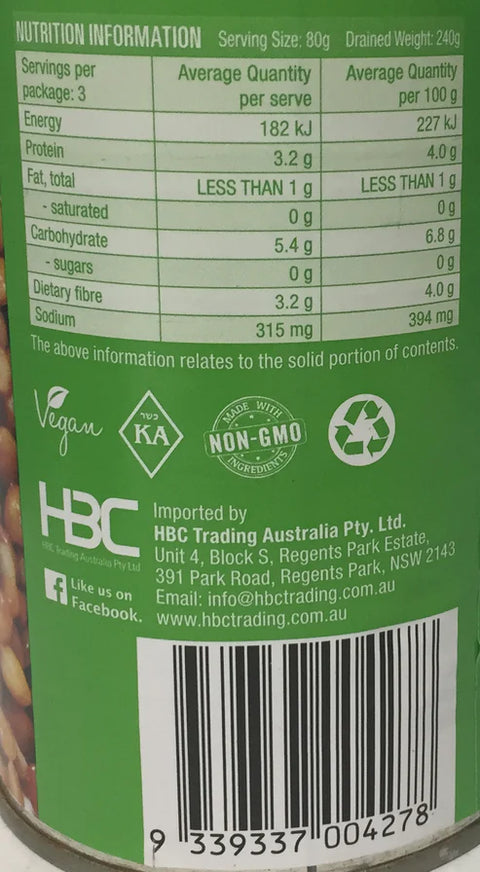 NUTRITION INFORMATION Serving Size: 80g Drained Weight: 240g
Servings per package: 3 Average Quantity per serve Average Quantity per 100 g
Energy 182 kJ 227 kJ
Protein 3.2 g 4.0 g
Fat, total LESS THAN 1 g LESS THAN 1 g
- saturated 0 g 0 g
Carbohydrate 5.4 g 6.8 g
- sugars 0 g 0 g
Dietary fibre 3.2 g 4.0 g
Sodium 315 mg 394 mg
The above information relates to the solid portion of contents.
Vegan
כשר
KA
MADE WITH
NON-GMO
INGREDIENTS
HBC
HBC Trading Australia Pty Ltd
Like us on
Facebook.
Imported by
HBC Trading Australia Pty. Ltd.
Unit 4, Block S, Regents Park Estate,
391 Park Road, Regents Park, NSW 2143
Email: info@hbctrading.com.au
www.hbctrading.com.au
9 339337 004278